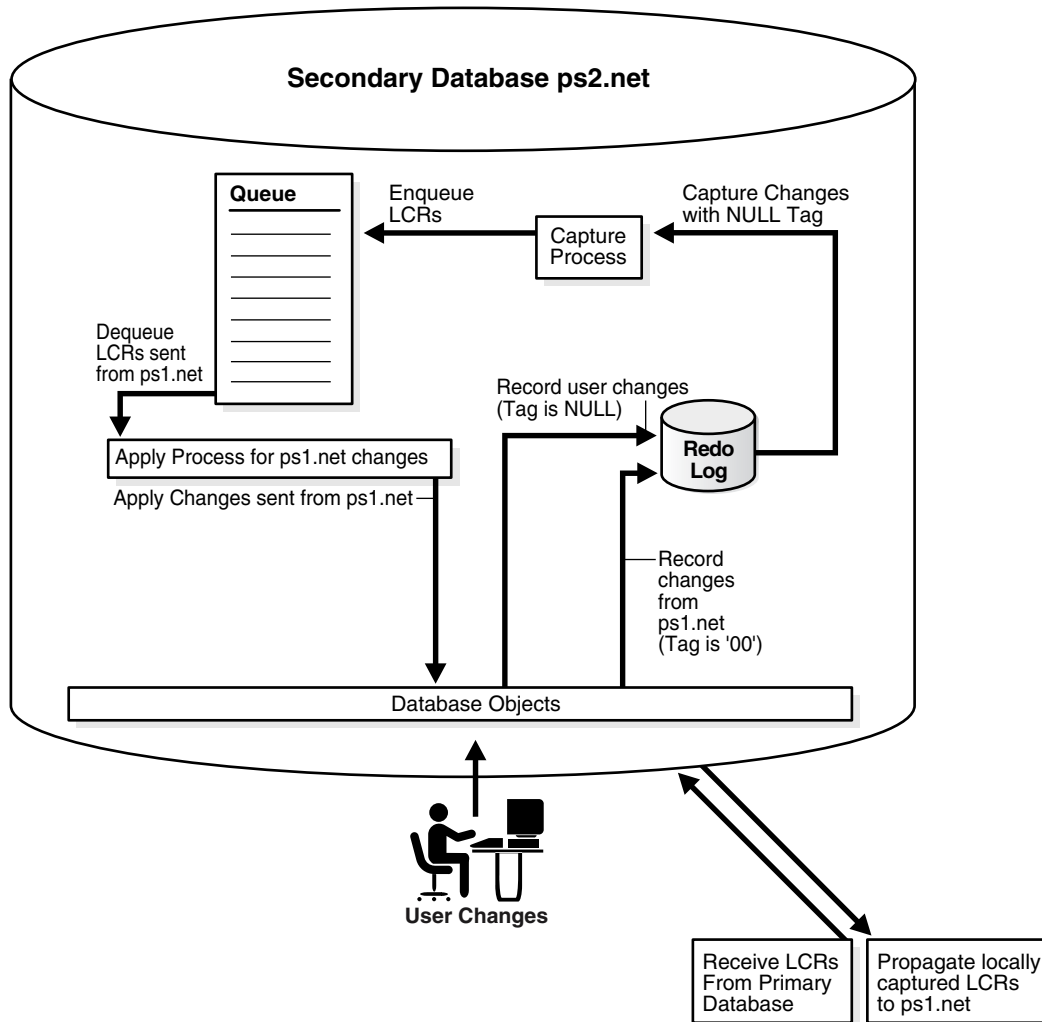 Secondary Database ps2.net
Queue
Enqueue
LCRs
Capture Changes
with NULL Tag
Capture
Process
Dequeue
LCRs sent
from ps1.net
Record user changes
(Tag is NULL)
Redo
Log
Apply Process for ps1.net changes
Apply Changes sent from ps1.net
Record
changes
from
ps1.net
(Tag is '00')
Database Objects
User Changes
Receive LCRs
From Primary
Database
Propagate locally
captured LCRs
to ps1.net